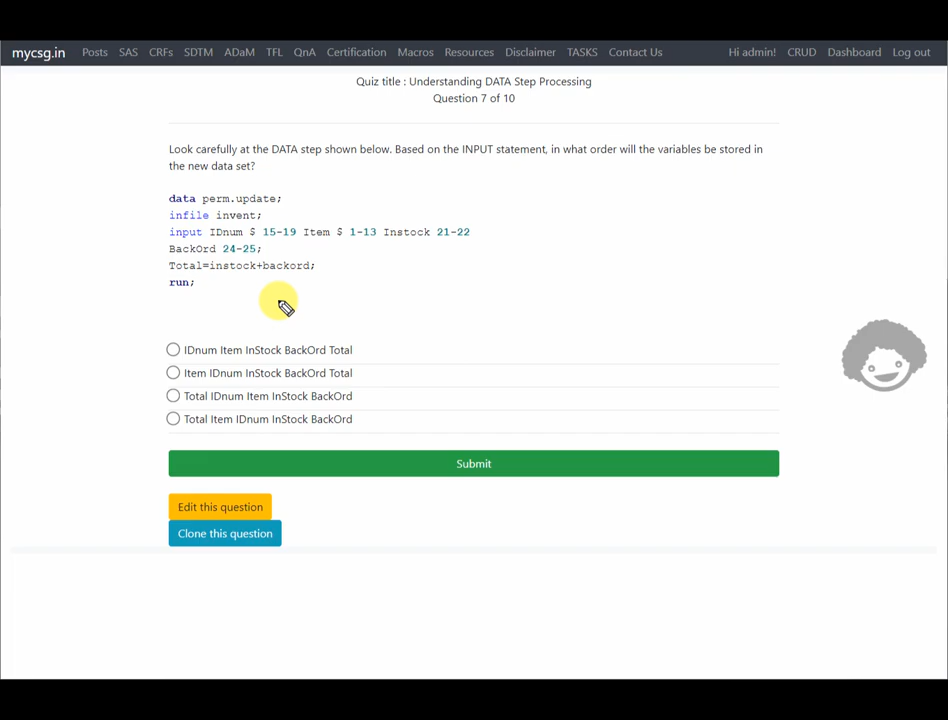 mycsg.in Posts SAS CRFs SDTM ADaM TFL QnA Certification Macros Resources Disclaimer TASKS Contact Us Hi admin! CRUD Dashboard Log out
Quiz title : Understanding DATA Step Processing
Question 7 of 10
Look carefully at the DATA step shown below. Based on the INPUT statement, in what order will the variables be stored in
the new data set?
data perm.update;
infile invent;
input IDnum $ 15-19 Item $ 1-13 Instock 21-22
BackOrd 24-25;
Total=instock+backord;
run;
IDnum Item InStock BackOrd Total
Item IDnum InStock BackOrd Total
Total IDnum Item InStock BackOrd
Total Item IDnum InStock BackOrd
Submit
Edit this question
Clone this question